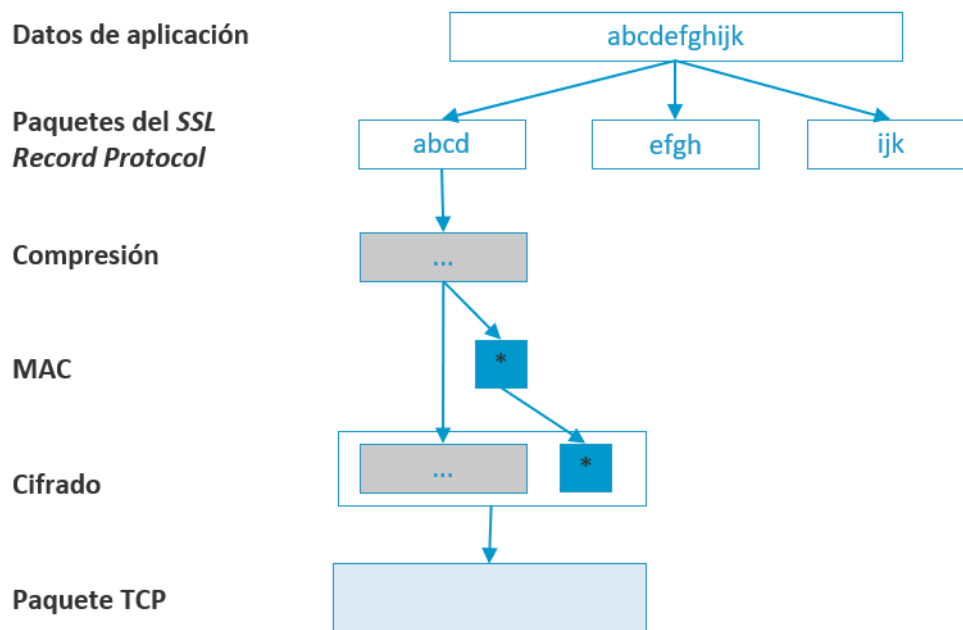 Datos de aplicación
abcdefghijk
Paquetes del SSL
Record Protocol
abcd
efgh
ijk
Compresión
...
MAC
*
Cifrado
...
*
Paquete TCP